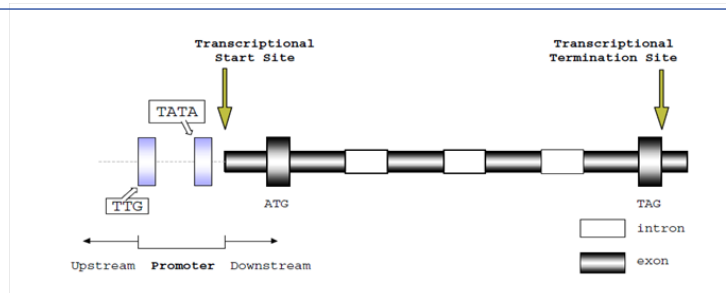 Transcriptional
Start Site
Transcriptional
Termination Site
TATA
TTG
ATG
TAG
intron
exon
Upstream Promoter Downstream